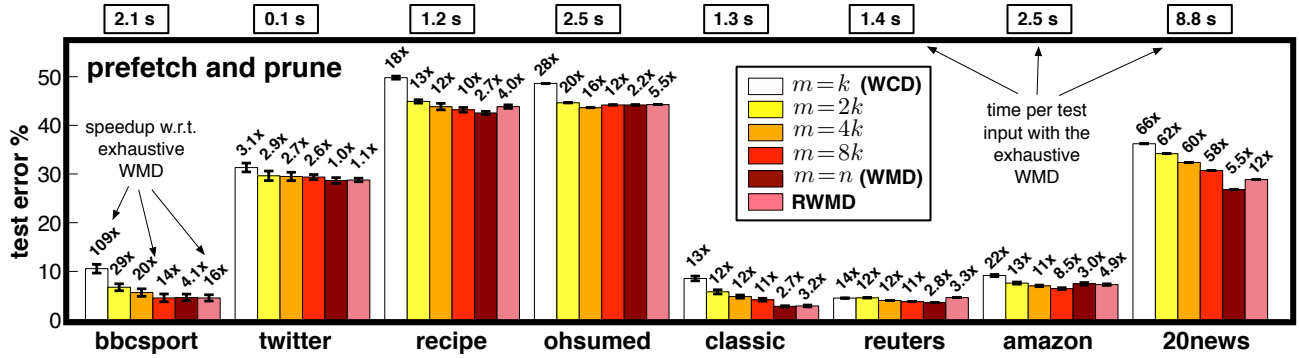 2.1 s 0.1 s 1.2 s 2.5 s 1.3 s 1.4 s 2.5 s 8.8 s
prefetch and prune
speedup w.r.t.
exhaustive
WMD
test error %
50
40
30
20
10
0
109x 29x 20x 14x 4.1x 16x
3.1x 2.9x 2.7x 2.6x 1.0x 1.1x
18x 13x 12x 10x 2.7x 4.0x
28x 20x 16x 12x 2.2x 5.5x
13x 12x 12x 11x 2.7x 3.2x
14x 12x 12x 11x 2.8x 3.3x
22x 13x 11x 8.5x 3.0x 4.9x
66x 62x 60x 58x 5.5x 12x
m=k (WCD)
m=2k
m=4k
m=8k
m=n (WMD)
RWMD
time per test
input with the
exhaustive
WMD
bbcsport twitter recipe ohsumed classic reuters amazon 20news